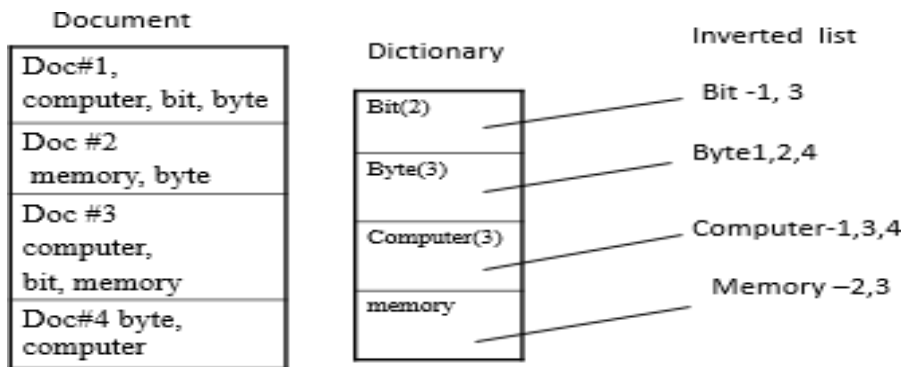 Document
Doc#1,
computer, bit, byte
Doc #2
memory, byte
Doc #3
computer,
bit, memory
Doc#4 byte,
computer
Dictionary
Bit(2)
Byte(3)
Computer(3)
memory
Inverted list
Bit -1, 3
Byte1,2,4
Computer-1,3,4
Memory –2,3